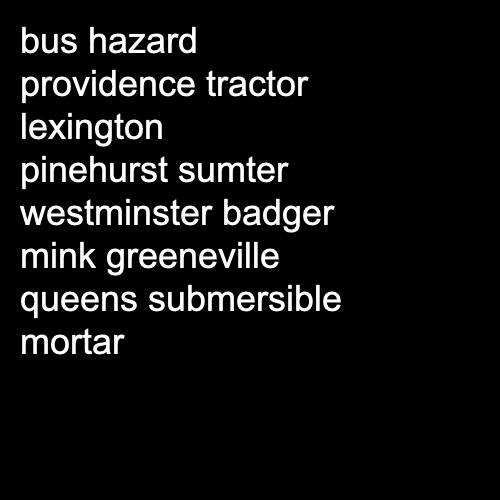 bus hazard
providence tractor
lexington
pinehurst sumter
westminster badger
mink greeneville
queens submersible
mortar